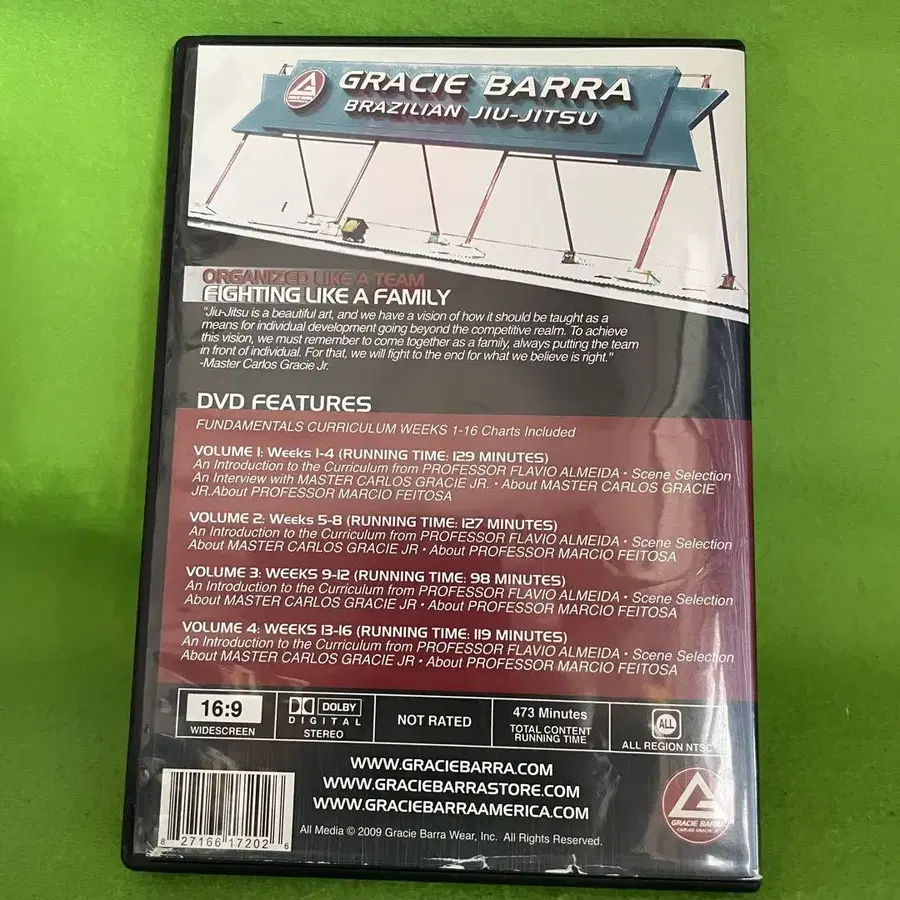 GRACIE BARRA
BRAZILIAN JIU-JITSU
GRACIE BARRA
ORGANIZED LIKE A TEAM
FIGHTING LIKE A FAMILY
"Jiu-Jitsu is a beautiful art, and we have a vision of how it should be taught as a
means for individual development going beyond the competitive realm. To achieve
this vision, we must remember to come together as a family, always putting the team
in front of individual. For that, we will fight to the end for what we believe is right."
-Master Carlos Gracie Jr.
DVD FEATURES
FUNDAMENTALS CURRICULUM WEEKS 1-16 Charts Included
VOLUME 1: Weeks 1-4 (RUNNING TIME: 129 MINUTES)
An Introduction to the Curriculum from PROFESSOR FLAVIO ALMEIDA • Scene Selection
An Interview with MASTER CARLOS GRACIE JR. • About MASTER CARLOS GRACIE
JR.About PROFESSOR MARCIO FEITOSA
VOLUME 2: Weeks 5-8 (RUNNING TIME: 127 MINUTES)
An Introduction to the Curriculum from PROFESSOR FLAVIO ALMEIDA • Scene Selection
About MASTER CARLOS GRACIE JR • About PROFESSOR MARCIO FEITOSA
VOLUME 3: WEEKS 9-12 (RUNNING TIME: 98 MINUTES)
An Introduction to the Curriculum from PROFESSOR FLAVIO ALMEIDA • Scene Selection
About MASTER CARLOS GRACIE JR • About PROFESSOR MARCIO FEITOSA
VOLUME 4: WEEKS 13-16 (RUNNING TIME: 119 MINUTES)
An Introduction to the Curriculum from PROFESSOR FLAVIO ALMEIDA • Scene Selection
About MASTER CARLOS GRACIE JR • About PROFESSOR MARCIO FEITOSA
16:9
WIDESCREEN
DOLBY
DIGITAL
STEREO
NOT RATED
473 Minutes
TOTAL CONTENT
RUNNING TIME
ALL
ALL REGION NTSC
WWW.GRACIEBARRA.COM
WWW.GRACIEBARRASTORE.COM
WWW.GRACIEBARRAAMERICA.COM
All Media © 2009 Gracie Barra Wear, Inc. All Rights Reserved.
8 27166 17202 6
GRACIE BARRA
CARLOS GRACIE JR